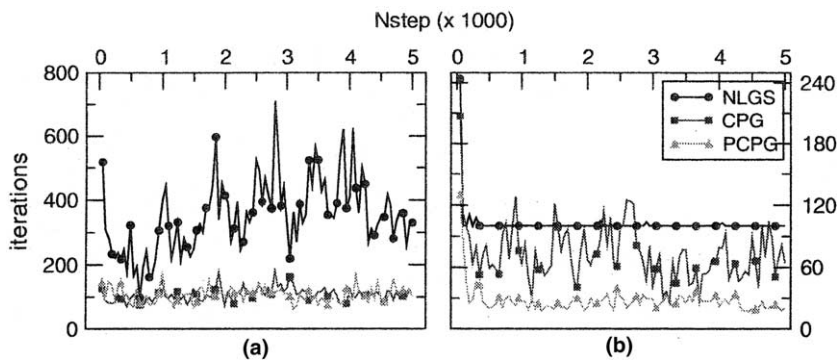 Nstep (x 1000)
0 1 2 3 4 5
0 1 2 3 4 5
800
600
400
200
0
iterations
240
180
120
60
0
NLGS
CPG
PCPG
(a)
(b)